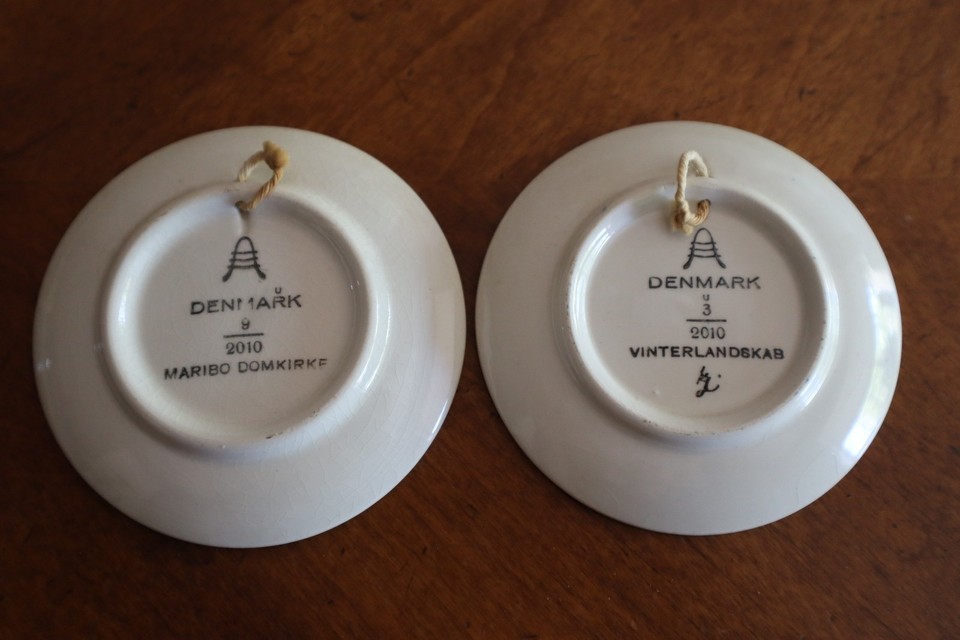 DENMARK
9
2010
MARIBO DOMKIRKE
DENMARK
3
2010
VINTERLANDSKAB